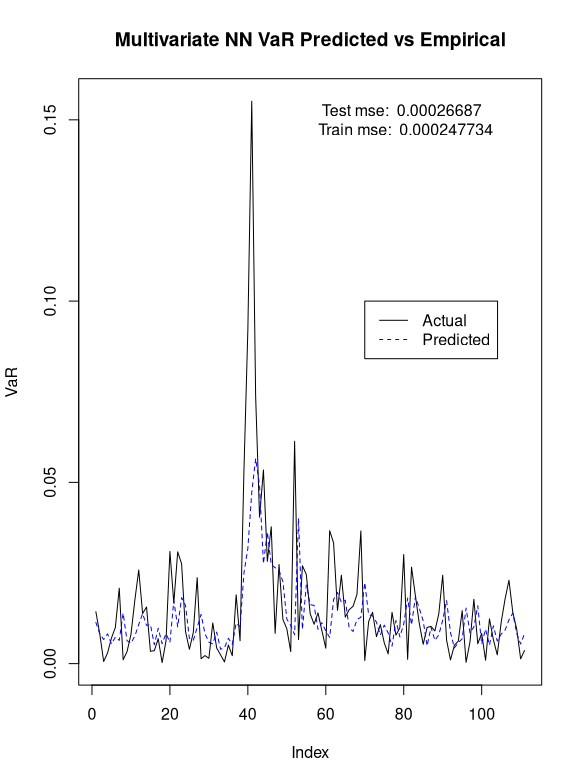 Multivariate NN VaR Predicted vs Empirical
Test mse: 0.00026687
Train mse: 0.000247734
0.15
0.10
Actual
Predicted
VaR
0.05
0.00
0 20 40 60 80 100
Index